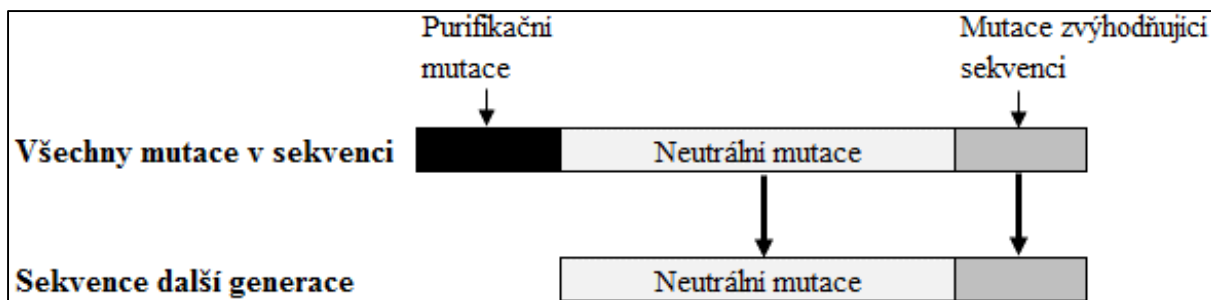 Purifikační
mutace
Mutace zvýhodňující
sekvenci
Všechny mutace v sekvenci
Neutrální mutace
Sekvence další generace
Neutrální mutace